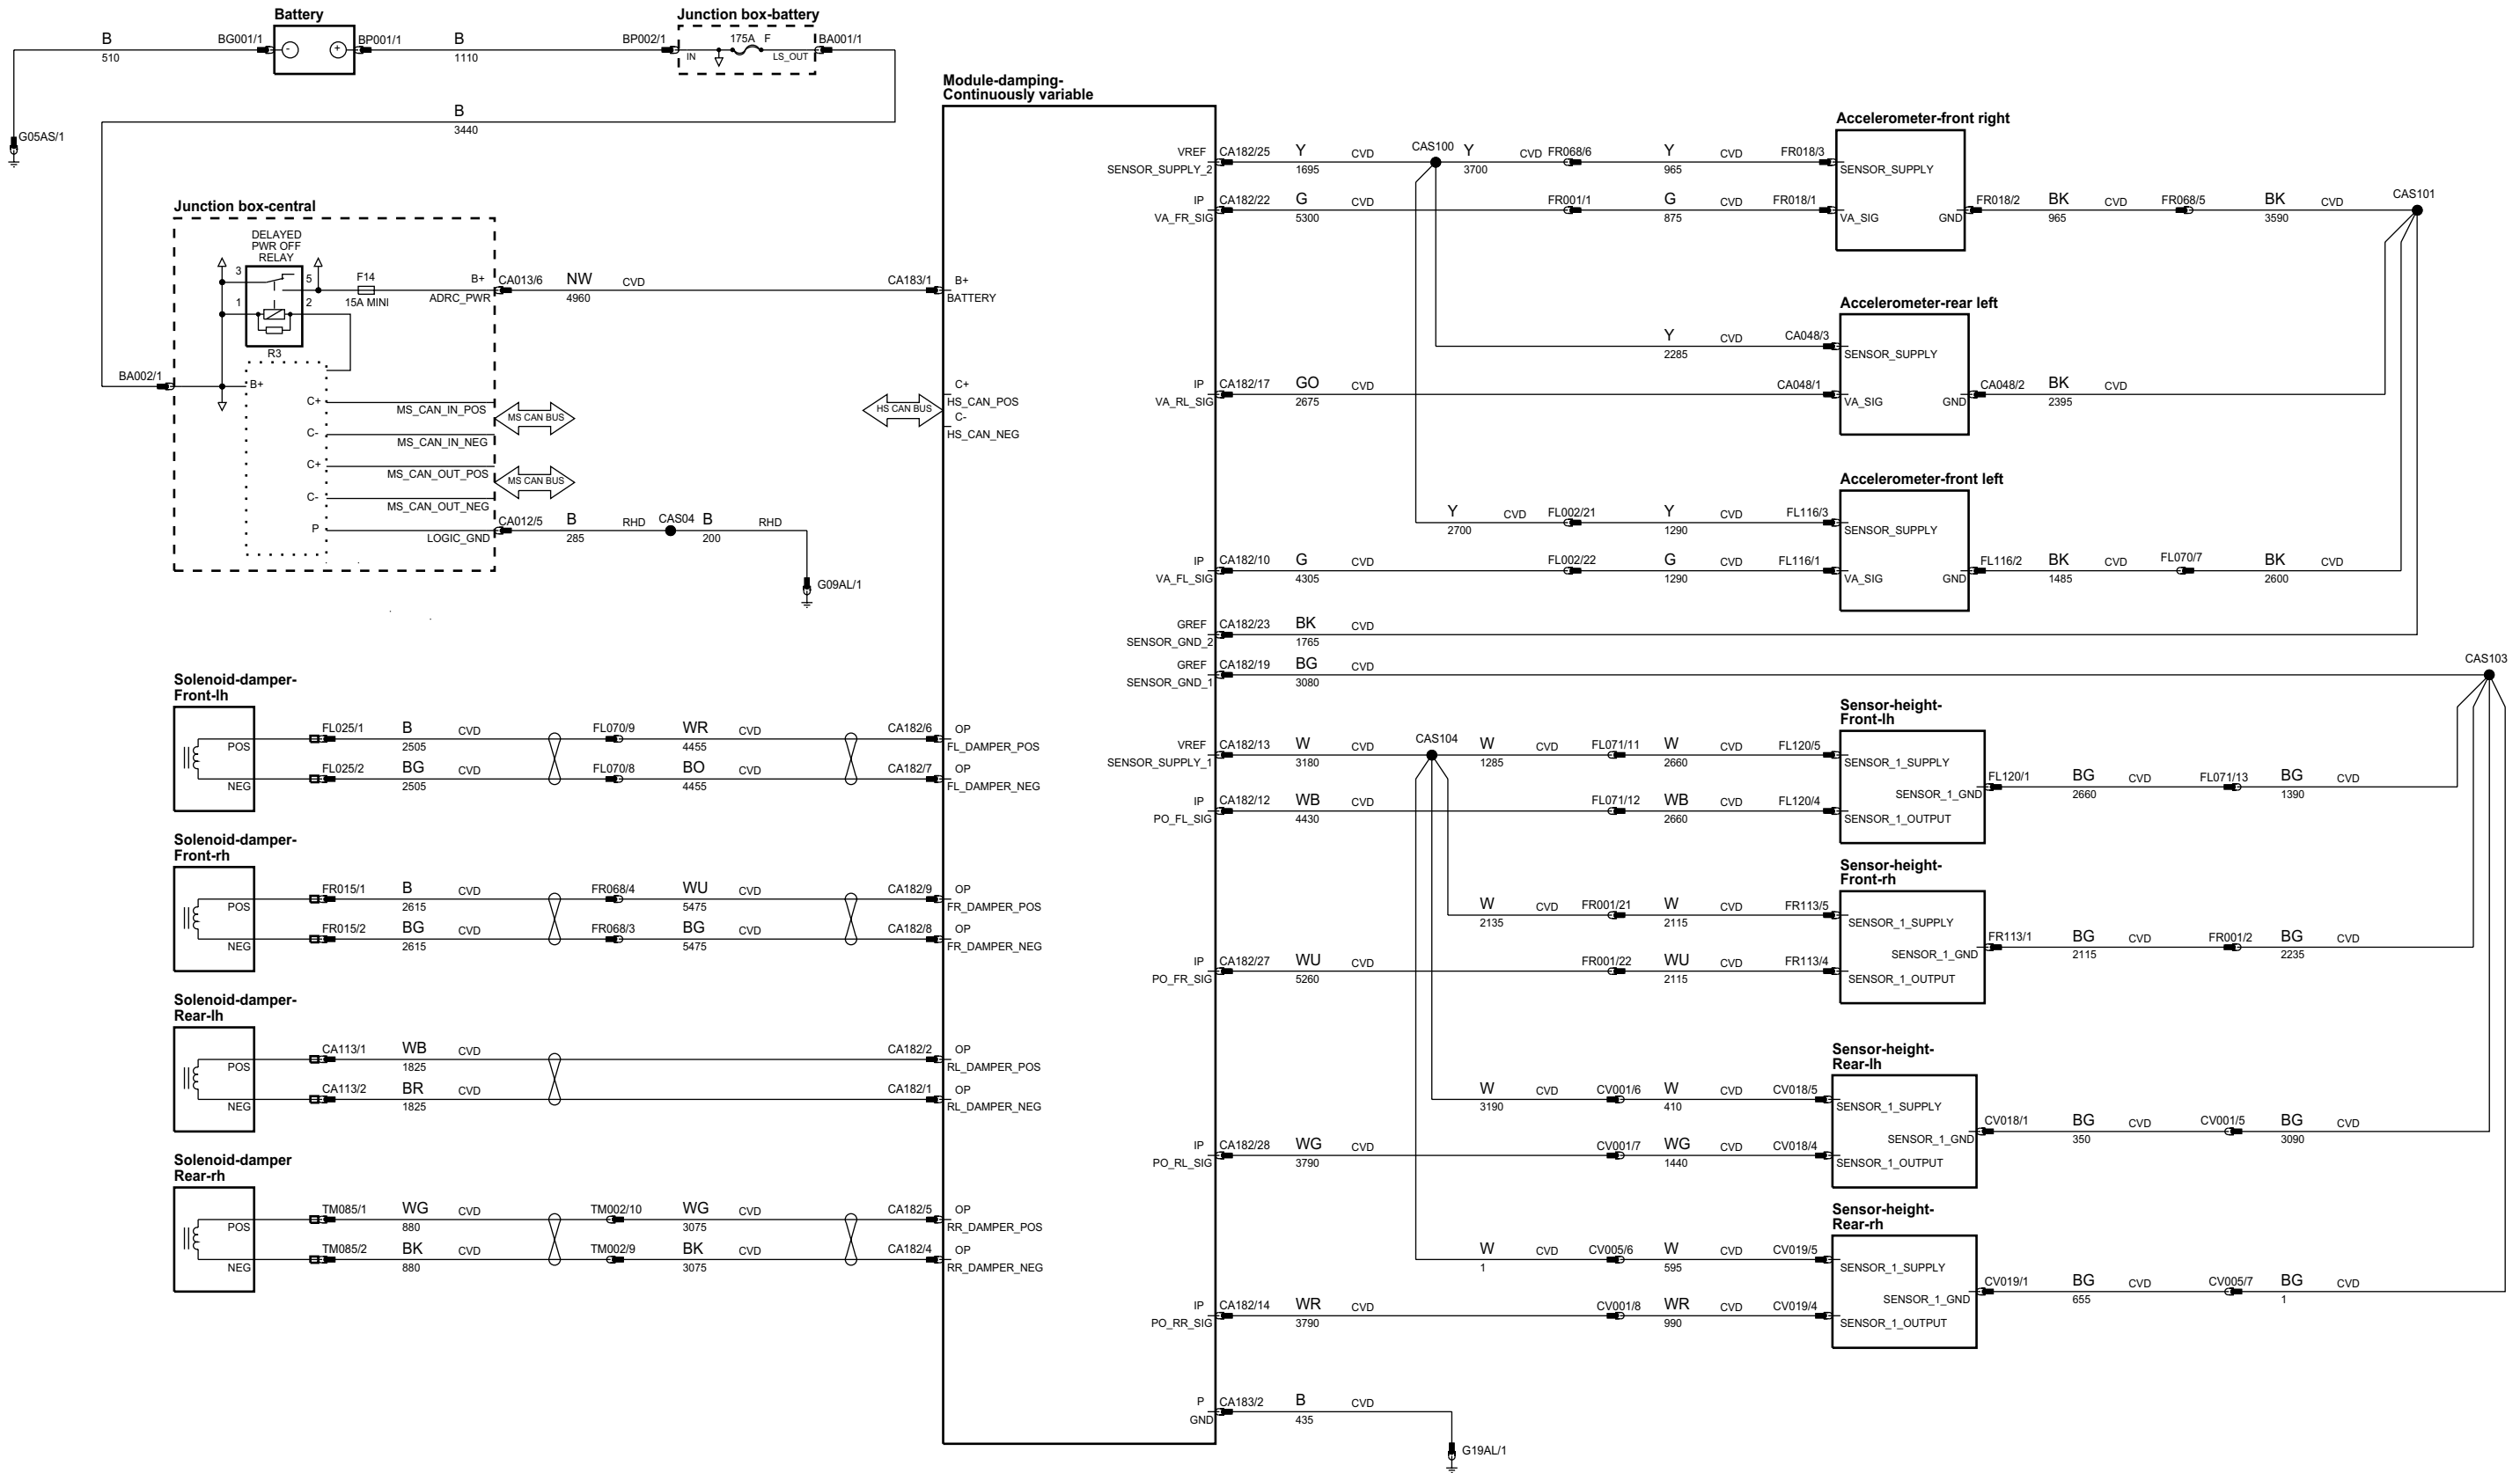 Battery
B
510
BG001/1
-
+
BP001/1
B
1110
BP002/1
Junction box-battery
175A F
IN
LS_OUT
BA001/1
G05AS/1
B
3440
Junction box-central
DELAYED
PWR OFF
RELAY
3
5
1
2
R3
F14
15A MINI
B+
ADRC_PWR
CA013/6
NW
4960
CVD
CA183/1
BA002/1
B+
C+
MS_CAN_IN_POS
C-
MS_CAN_IN_NEG
MS CAN BUS
C+
MS_CAN_OUT_POS
C-
MS_CAN_OUT_NEG
MS CAN BUS
P
LOGIC_GND
CA012/5
B
285
RHD
CAS04
B
200
RHD
G09AL/1
Solenoid-damper-
Front-lh
POS
NEG
FL025/1
B
2505
CVD
FL070/9
WR
4455
CVD
CA182/6
FL025/2
BG
2505
CVD
FL070/8
BO
4455
CVD
CA182/7
Solenoid-damper-
Front-rh
POS
NEG
FR015/1
B
2615
CVD
FR068/4
WU
5475
CVD
CA182/9
FR015/2
BG
2615
CVD
FR068/3
BG
5475
CVD
CA182/8
Solenoid-damper-
Rear-lh
POS
NEG
CA113/1
WB
1825
CVD
CA182/2
CA113/2
BR
1825
CVD
CA182/1
Solenoid-damper
Rear-rh
POS
NEG
TM085/1
WG
880
CVD
TM002/10
WG
3075
CVD
CA182/5
TM085/2
BK
880
CVD
TM002/9
BK
3075
CVD
CA182/4
Module-damping-
Continuously variable
B+
BATTERY
HS CAN BUS
C+
HS_CAN_POS
C-
HS_CAN_NEG
OP
FL_DAMPER_POS
OP
FL_DAMPER_NEG
OP
FR_DAMPER_POS
OP
FR_DAMPER_NEG
OP
RL_DAMPER_POS
OP
RL_DAMPER_NEG
OP
RR_DAMPER_POS
OP
RR_DAMPER_NEG
VREF
SENSOR_SUPPLY_2
CA182/25
Y
1695
CVD
CAS100
Y
3700
CVD
FR068/6
Y
965
CVD
FR018/3
IP
VA_FR_SIG
CA182/22
G
5300
CVD
FR001/1
G
875
CVD
FR018/1
Accelerometer-front right
SENSOR_SUPPLY
VA_SIG
GND
FR018/2
BK
965
CVD
FR068/5
BK
3590
CVD
CAS101
Accelerometer-rear left
Y
2285
CVD
CA048/3
SENSOR_SUPPLY
IP
VA_RL_SIG
CA182/17
GO
2675
CVD
CA048/1
VA_SIG
GND
CA048/2
BK
2395
CVD
Accelerometer-front left
Y
2700
CVD
FL002/21
Y
1290
CVD
FL116/3
SENSOR_SUPPLY
IP
VA_FL_SIG
CA182/10
G
4305
CVD
FL002/22
G
1290
CVD
FL116/1
VA_SIG
GND
FL116/2
BK
1485
CVD
FL070/7
BK
2600
CVD
GREF
SENSOR_GND_2
CA182/23
BK
1765
CVD
GREF
SENSOR_GND_1
CA182/19
BG
3080
CVD
CAS103
Sensor-height-
Front-lh
VREF
SENSOR_SUPPLY_1
CA182/13
W
3180
CVD
CAS104
W
1285
CVD
FL071/11
W
2660
CVD
FL120/5
SENSOR_1_SUPPLY
SENSOR_1_GND
FL120/1
BG
2660
CVD
FL071/13
BG
1390
CVD
IP
PO_FL_SIG
CA182/12
WB
4430
CVD
FL071/12
WB
2660
CVD
FL120/4
SENSOR_1_OUTPUT
Sensor-height-
Front-rh
W
2135
CVD
FR001/21
W
2115
CVD
FR113/5
SENSOR_1_SUPPLY
SENSOR_1_GND
FR113/1
BG
2115
CVD
FR001/2
BG
2235
CVD
IP
PO_FR_SIG
CA182/27
WU
5260
CVD
FR001/22
WU
2115
CVD
FR113/4
SENSOR_1_OUTPUT
Sensor-height-
Rear-lh
W
3190
CVD
CV001/6
W
410
CVD
CV018/5
SENSOR_1_SUPPLY
SENSOR_1_GND
CV018/1
BG
350
CVD
CV001/5
BG
3090
CVD
IP
PO_RL_SIG
CA182/28
WG
3790
CVD
CV001/7
WG
1440
CVD
CV018/4
SENSOR_1_OUTPUT
Sensor-height-
Rear-rh
W
1
CVD
CV005/6
W
595
CVD
CV019/5
SENSOR_1_SUPPLY
SENSOR_1_GND
CV019/1
BG
655
CVD
CV005/7
BG
1
CVD
IP
PO_RR_SIG
CA182/14
WR
3790
CVD
CV001/8
WR
990
CVD
CV019/4
SENSOR_1_OUTPUT
P
GND
CA183/2
B
435
CVD
G19AL/1